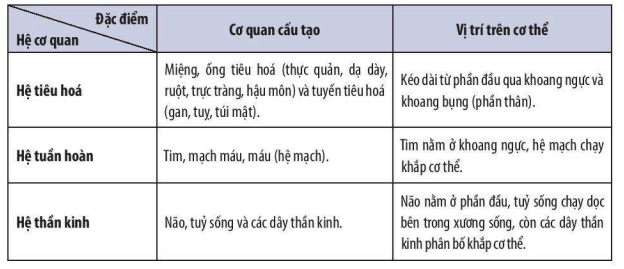 Đặc điểm
Hệ cơ quan
Cơ quan cấu tạo
Vị trí trên cơ thể
Hệ tiêu hoá
Miệng, ống tiêu hoá (thực quản, dạ dày,
ruột, trực tràng, hậu môn) và tuyến tiêu hoá
(gan, tuỵ, túi mật).
Kéo dài từ phần đầu qua khoang ngực và
khoang bụng (phần thân).
Hệ tuần hoàn
Tim, mạch máu, máu (hệ mạch).
Tim nằm ở khoang ngực, hệ mạch chạy
khắp cơ thể.
Hệ thần kinh
Não, tuỷ sống và các dây thần kinh.
Não nằm ở phần đầu, tuỷ sống chạy dọc
bên trong xương sống, còn các dây thần
kinh phân bố khắp cơ thể.